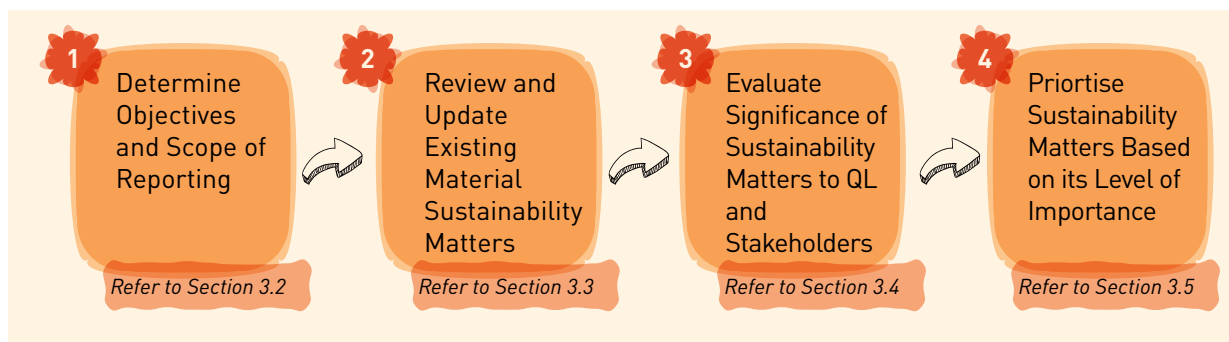 1
Determine
Objectives
and Scope of
Reporting
Refer to Section 3.2
2
Review and
Update
Existing
Material
Sustainability
Matters
Refer to Section 3.3
3
Evaluate
Significance of
Sustainability
Matters to QL
and
Stakeholders
Refer to Section 3.4
4
Priortise
Sustainability
Matters Based
on its Level of
Importance
Refer to Section 3.5